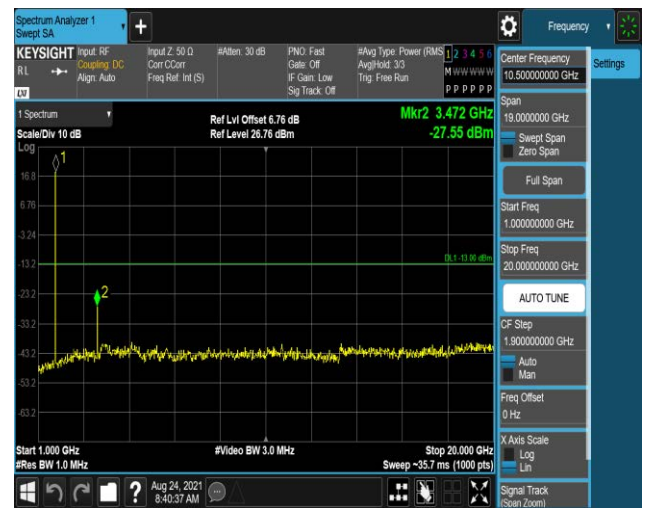 Spectrum Analyzer 1
Swept SA
Frequency
KEYSIGHT
RL
LXI
Input: RF
Coupling: DC
Align: Auto
Input Z: 50 Ω
Corr CCorr
Freq Ref: Int (S)
#Atten: 30 dB
PNO: Fast
Gate: Off
IF Gain: Low
Sig Track: Off
#Avg Type: Power (RMS
Avg|Hold: 3/3
Trig: Free Run
1 2 3 4 5 6
M W W W W W
P P P P P P
1 Spectrum
Scale/Div 10 dB
Log
Ref Lvl Offset 6.76 dB
Ref Level 26.76 dBm
Mkr2 3.472 GHz
-27.55 dBm
1
16.8
6.76
-3.24
DL1 -13.00 dBm
-13.2
2
-23.2
-33.2
-43.2
-53.2
-63.2
Start 1.000 GHz
#Res BW 1.0 MHz
#Video BW 3.0 MHz
Stop 20.000 GHz
Sweep ~35.7 ms (1000 pts)
Aug 24, 2021
8:40:37 AM
?
Settings
Center Frequency
10.500000000 GHz
Span
19.0000000 GHz
Swept Span
Zero Span
Full Span
Start Freq
1.000000000 GHz
Stop Freq
20.000000000 GHz
AUTO TUNE
CF Step
1.900000000 GHz
Auto
Man
Freq Offset
0 Hz
X Axis Scale
Log
Lin
Signal Track
(Span Zoom)